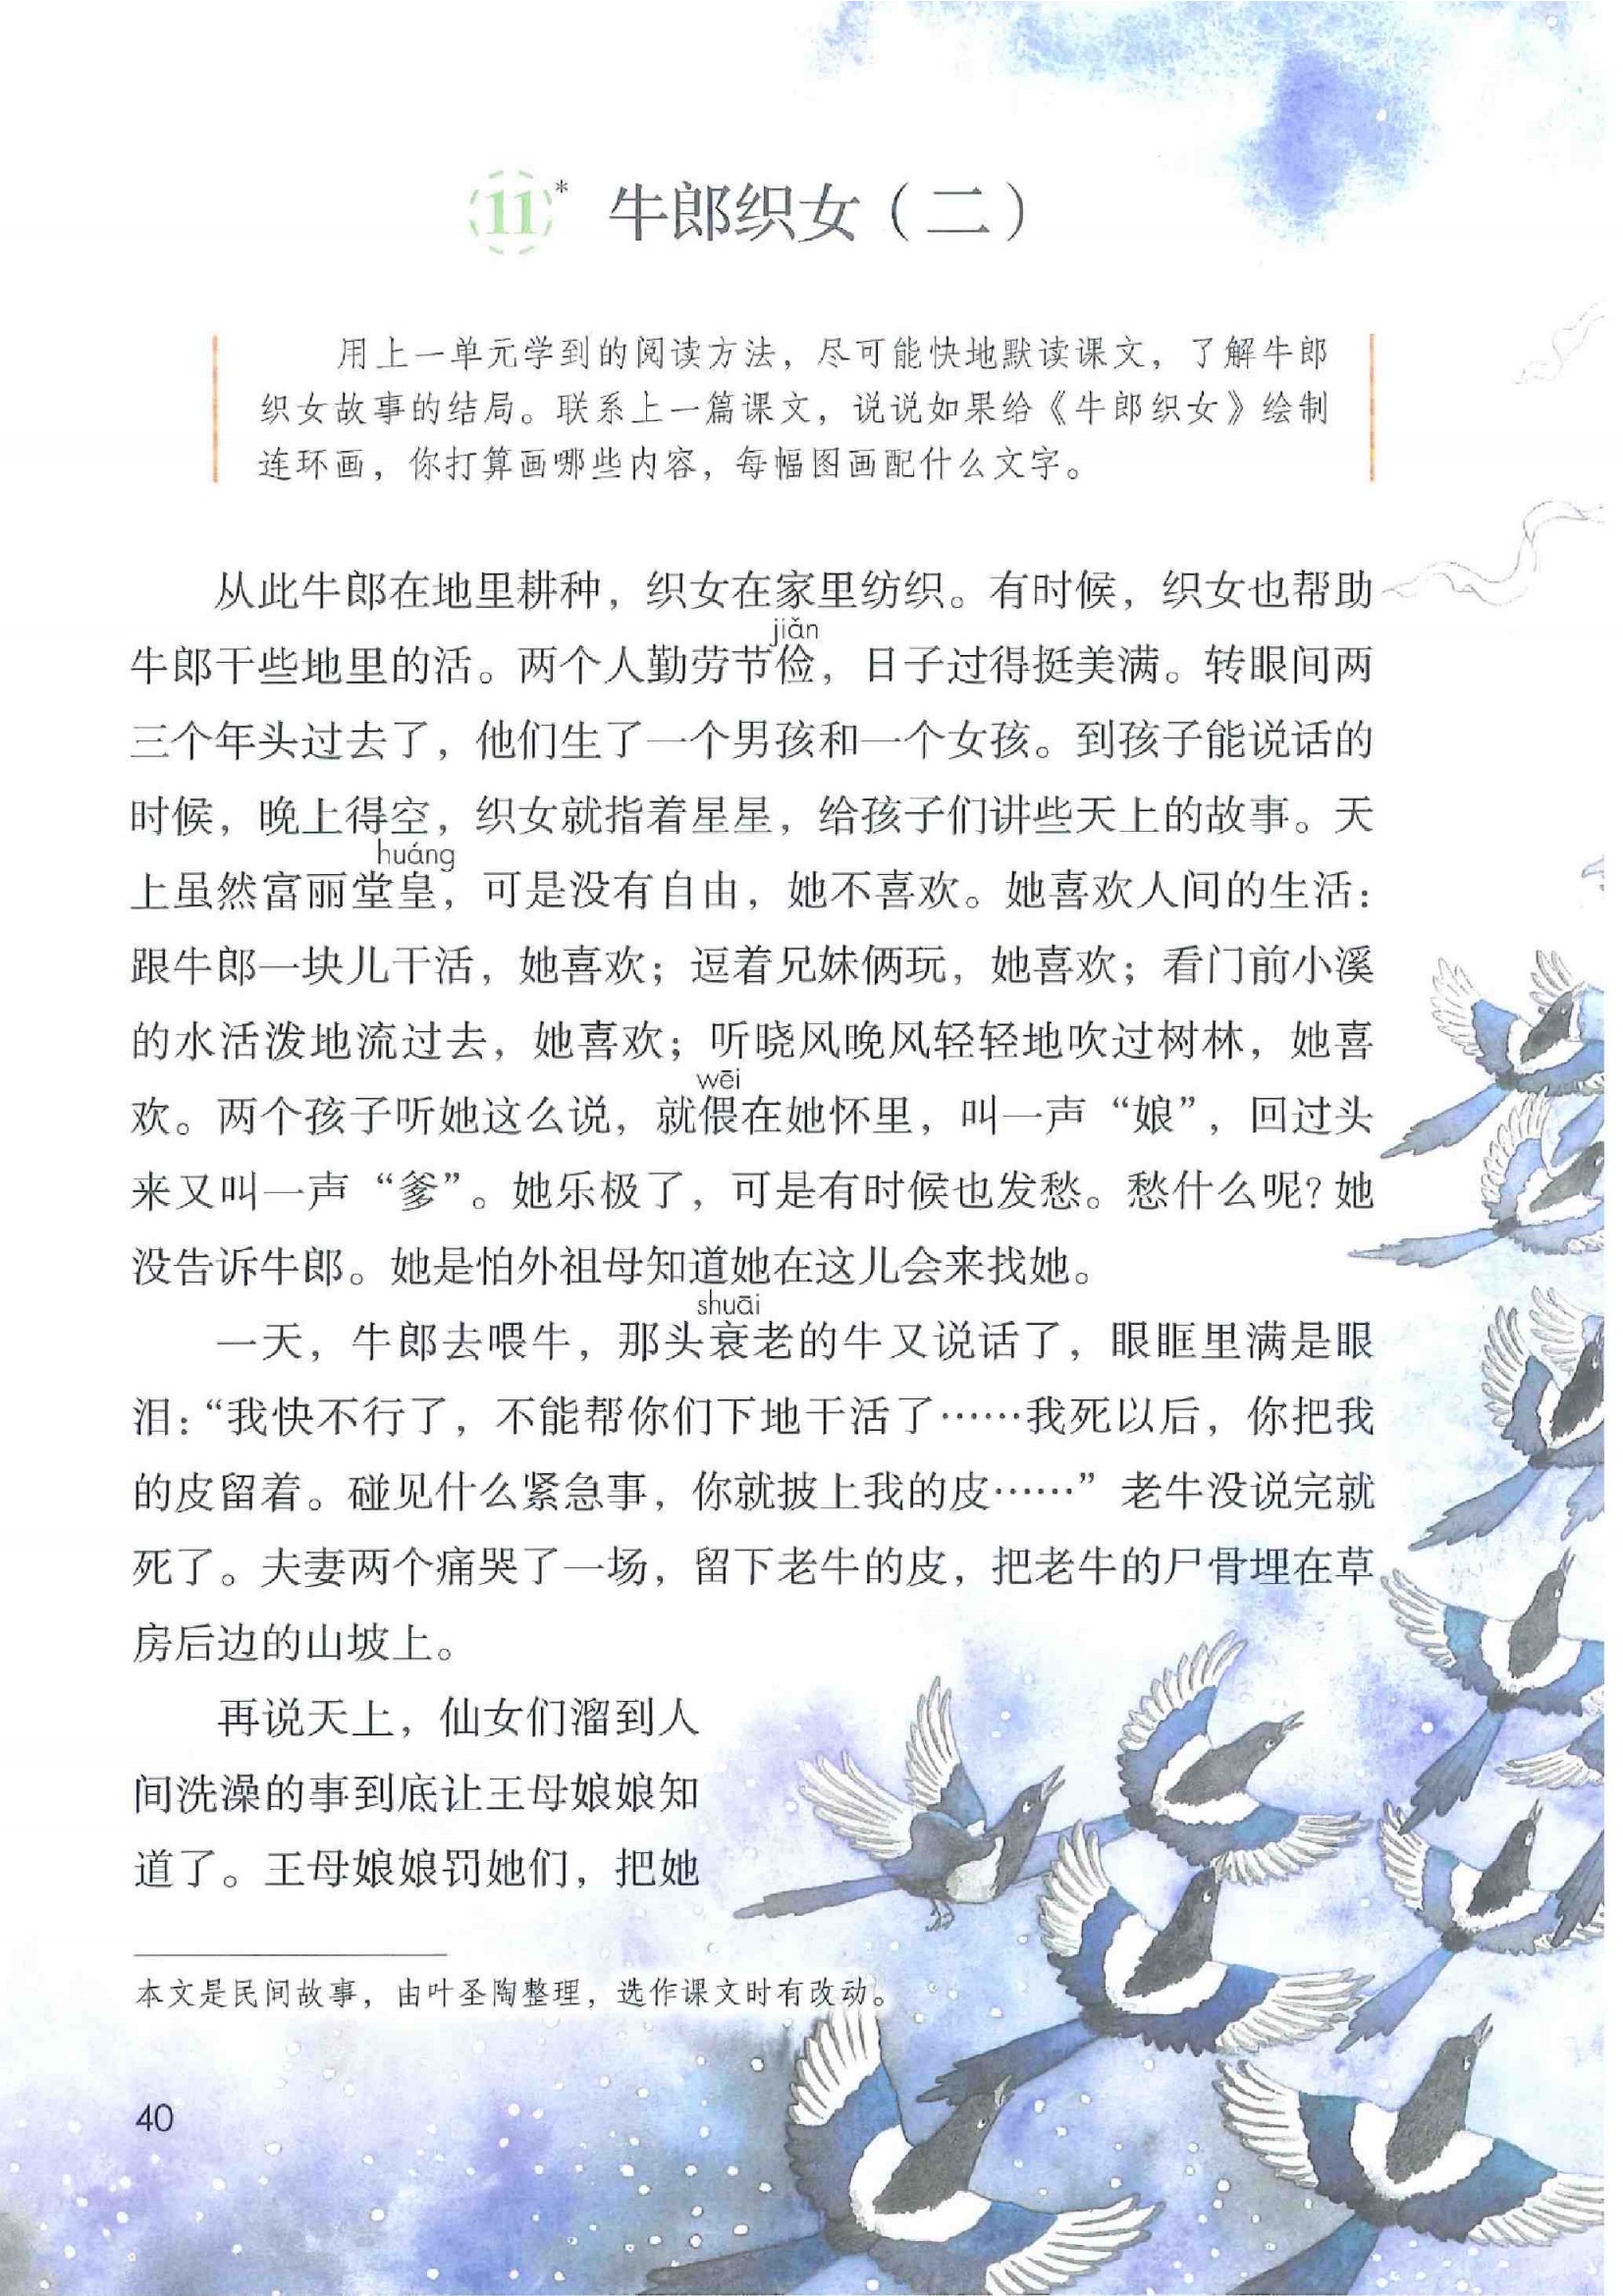 11* 牛郎织女（二）
用上一单元学到的阅读方法，尽可能快地默读课文，了解牛郎
织女故事的结局。联系上一篇课文，说说如果给《牛郎织女》绘制
连环画，你打算画哪些内容，每幅图画配什么文字。
从此牛郎在地里耕种，织女在家里纺织。有时候，织女也帮助
jiǎn
牛郎干些地里的活。两个人勤劳节俭，日子过得挺美满。转眼间两
三个年头过去了，他们生了一个男孩和一个女孩。到孩子能说话的
时候，晚上得空，织女就指着星星，给孩子们讲些天上的故事。天
huáng
上虽然富丽堂皇，可是没有自由，她不喜欢。她喜欢人间的生活：
跟牛郎一块儿干活，她喜欢；逗着兄妹俩玩，她喜欢；看门前小溪
的水活泼地流过去，她喜欢；听晓风晚风轻轻地吹过树林，她喜
wēi
欢。两个孩子听她这么说，就偎在她怀里，叫一声“娘”，回过头
来又叫一声“爹”。她乐极了，可是有时候也发愁。愁什么呢？她
没告诉牛郎。她是怕外祖母知道她在这儿会来找她。
shuāi
一天，牛郎去喂牛，那头衰老的牛又说话了，眼眶里满是眼
泪：“我快不行了，不能帮你们下地干活了……我死以后，你把我
的皮留着。碰见什么紧急事，你就披上我的皮……”老牛没说完就
死了。夫妻两个痛哭了一场，留下老牛的皮，把老牛的尸骨埋在草
房后边的山坡上。
再说天上，仙女们溜到人
间洗澡的事到底让王母娘娘知
道了。王母娘娘罚她们，把她
本文是民间故事，由叶圣陶整理，选作课文时有改动。
40